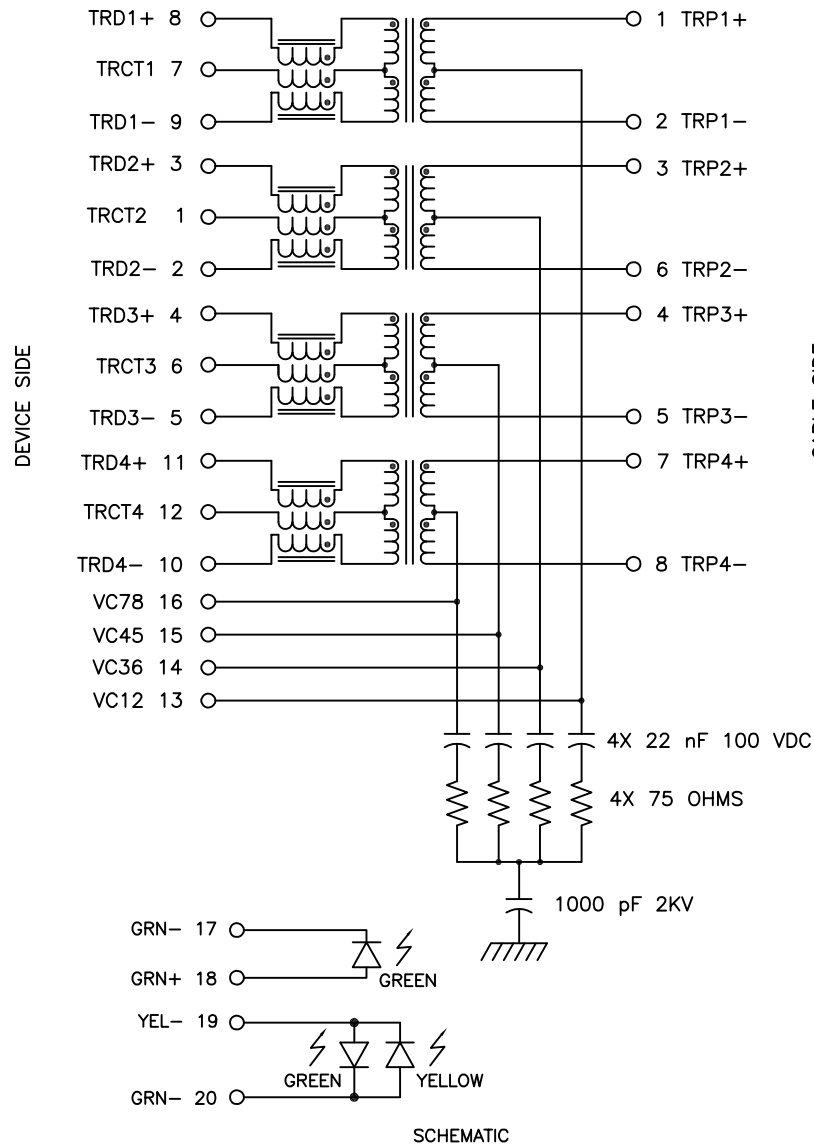 TRD1+ 8
1 TRP1+
TRCT1 7
TRD1- 9
2 TRP1-
TRD2+ 3
3 TRP2+
TRCT2 1
TRD2- 2
6 TRP2-
TRD3+ 4
4 TRP3+
TRCT3 6
TRD3- 5
5 TRP3-
TRD4+ 11
7 TRP4+
TRCT4 12
TRD4- 10
8 TRP4-
DEVICE SIDE
VC78 16
VC45 15
VC36 14
VC12 13
4X 22 nF 100 VDC
4X 75 OHMS
1000 pF 2KV
GRN- 17
GRN+ 18
GREEN
YEL- 19
GREEN
YELLOW
GRN- 20
SCHEMATIC